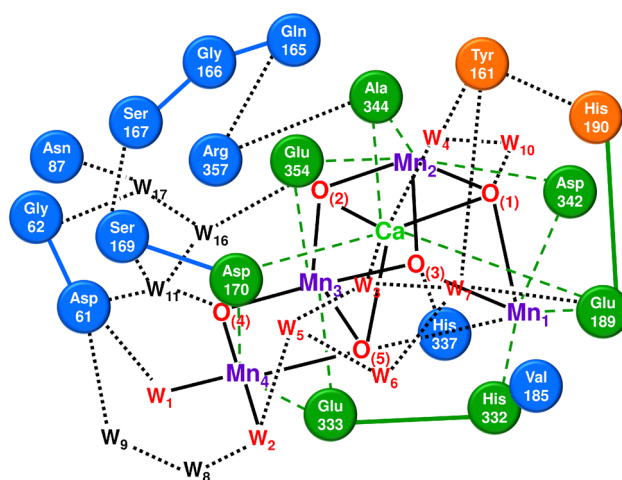 Gln
165
Gly
166
Tyr
161
Ala
344
Ser
167
His
190
W4
W10
Asn
87
Arg
357
Glu
354
Mn2
Asp
342
W17
O(2)
O(1)
Gly
62
Ser
169
W16
Ca
O(3)
Asp
170
Mn3
W3
W7
Asp
61
W11
O(4)
Mn1
Glu
189
W5
His
337
O(5)
Mn4
W6
Val
185
W1
Glu
333
His
332
W9
W2
W8